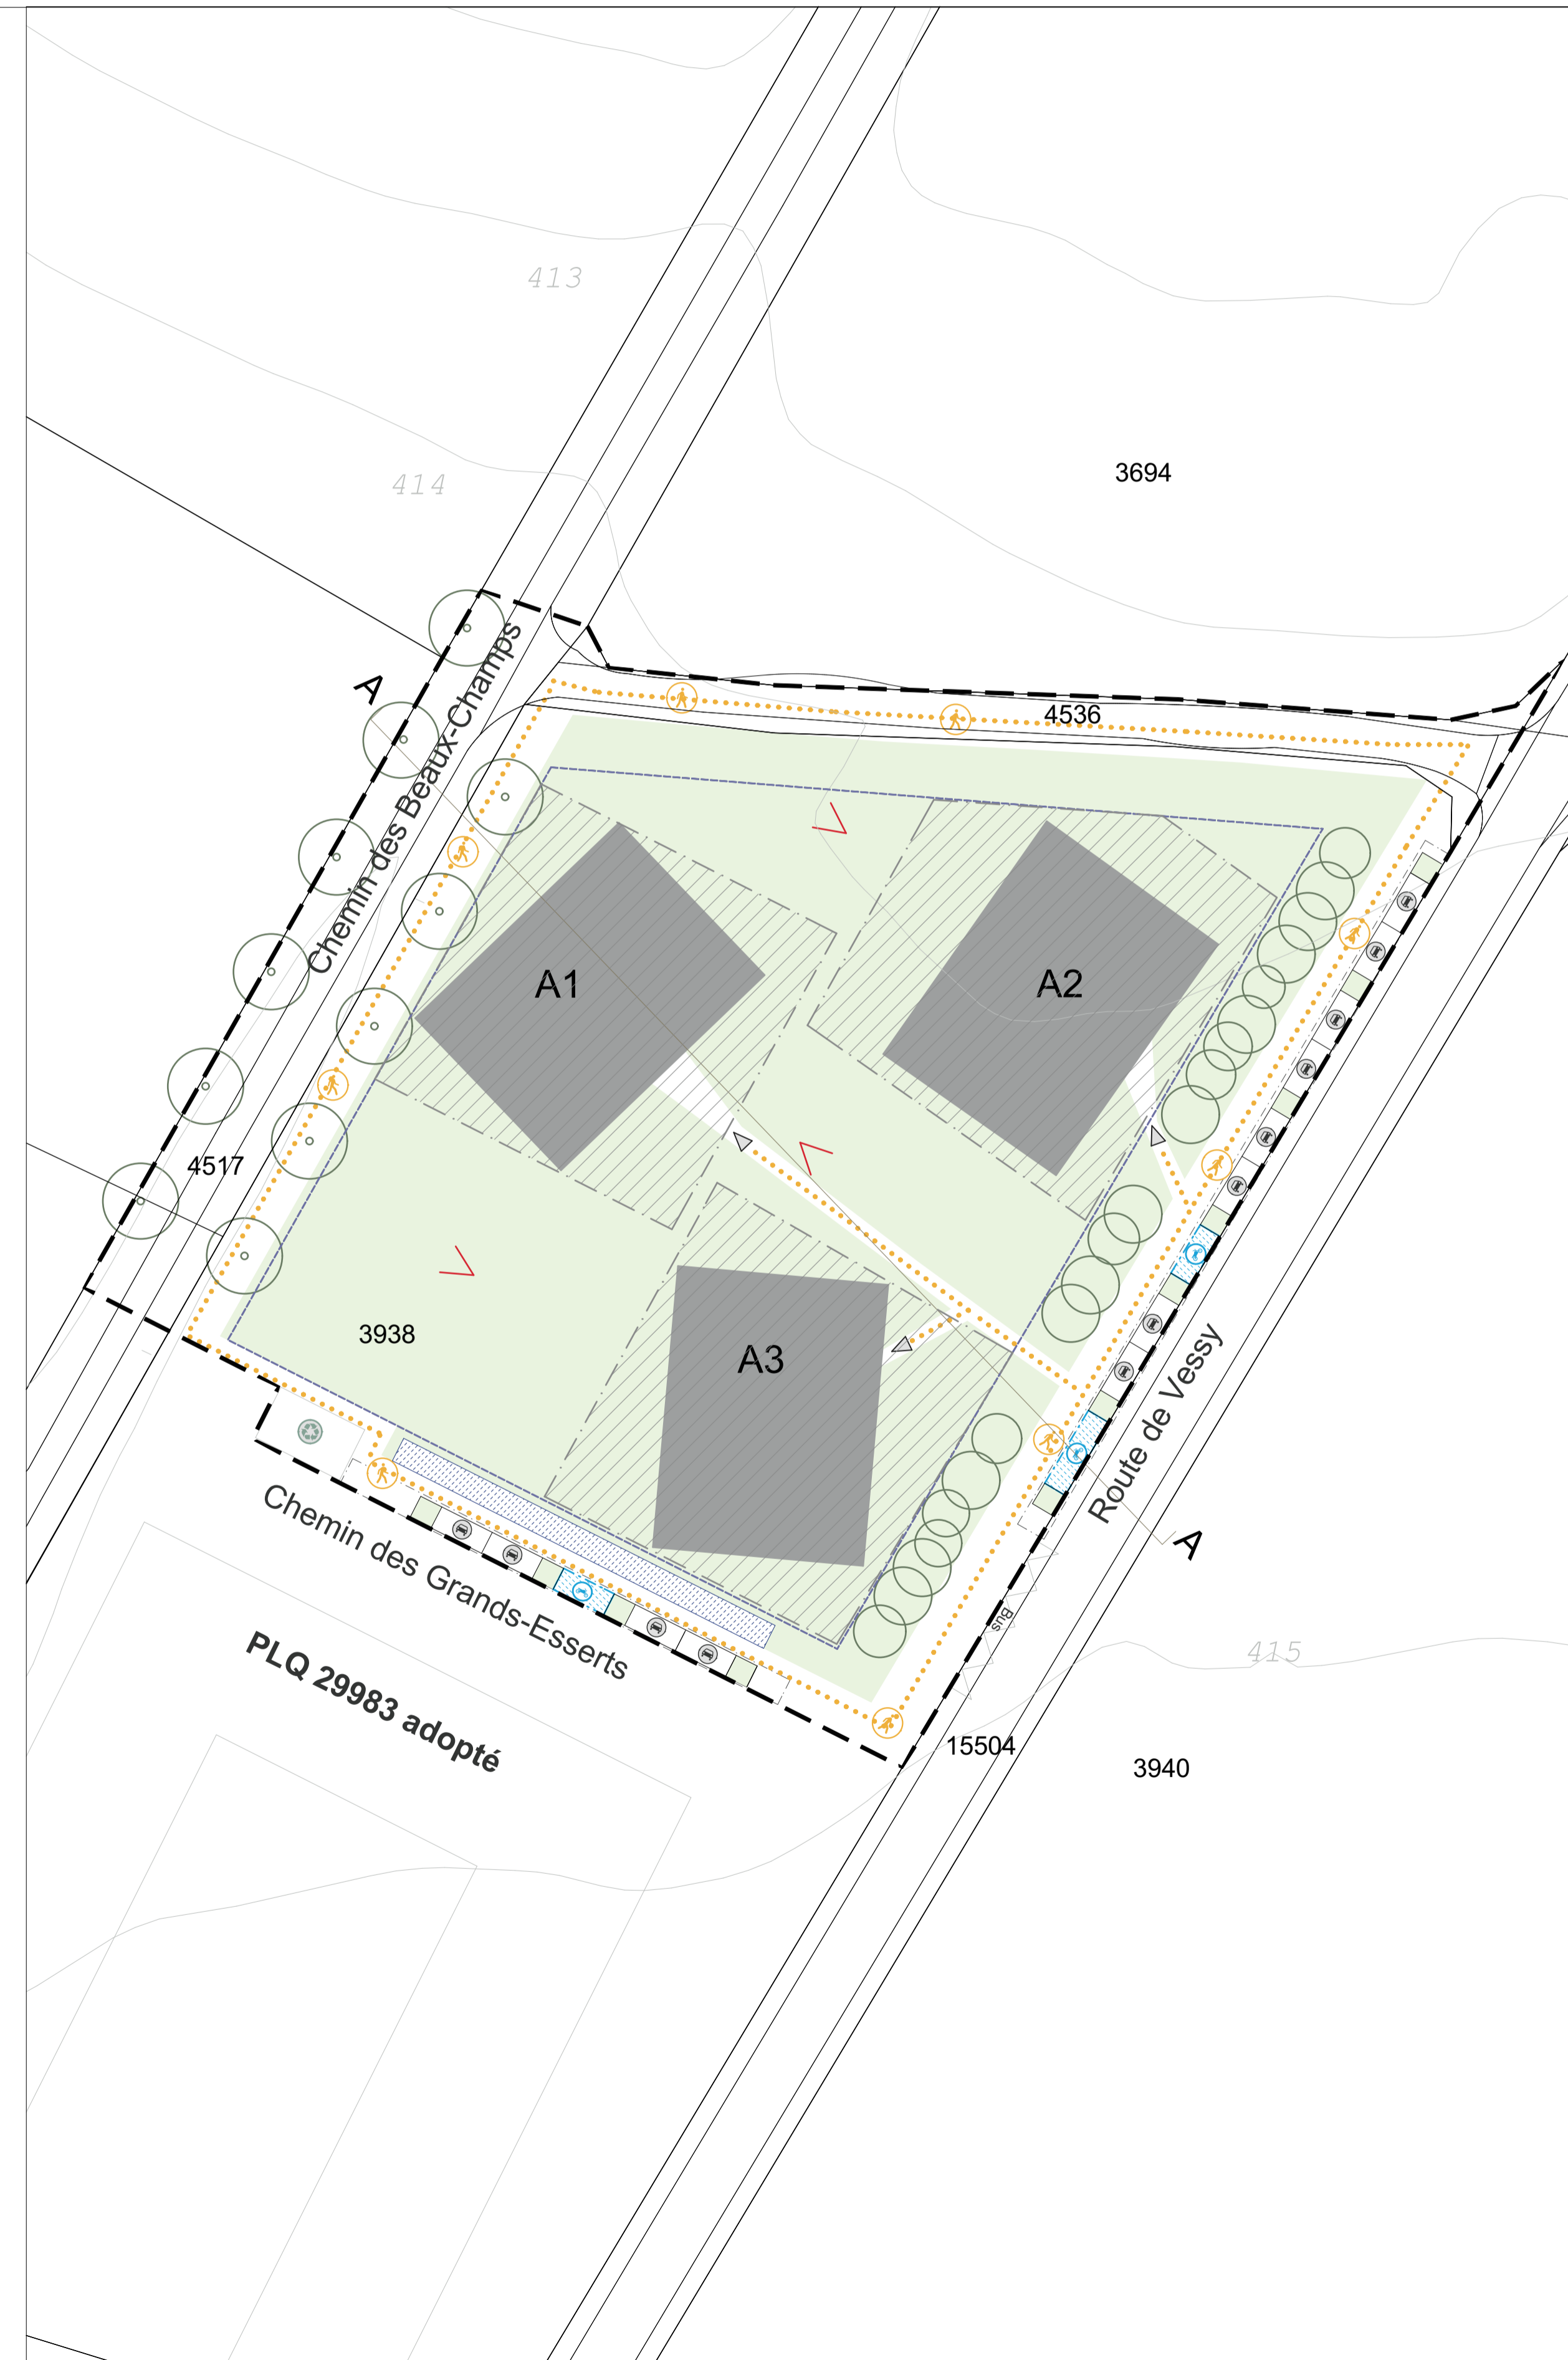 413
414
3694
A
Chemin des Beaux-Champs
4536
A1
A2
4517
3938
A3
Route de Vessy
A
Chemin des Grands-Esserts
Bus
PLQ 29983 adopté
415
15504
3940